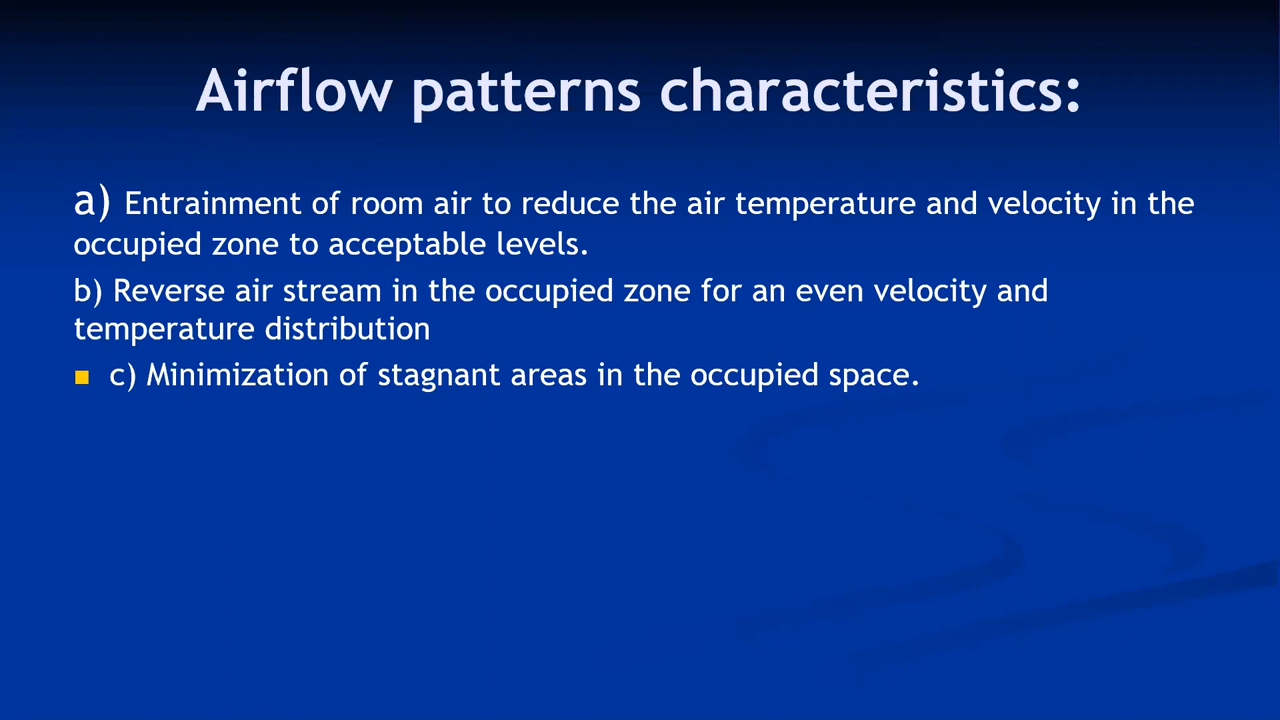 Airflow patterns characteristics:
a) Entrainment of room air to reduce the air temperature and velocity in the
occupied zone to acceptable levels.
b) Reverse air stream in the occupied zone for an even velocity and
temperature distribution
c) Minimization of stagnant areas in the occupied space.